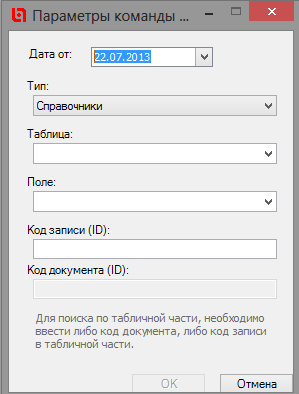 Параметры команды ...
Дата от: 22.07.2013
Тип:
Справочники
Таблица:
Поле:
Код записи (ID):
Код документа (ID):
Для поиска по табличной части, необходимо
ввести либо код документа, либо код записи
в табличной части.
OK Отмена